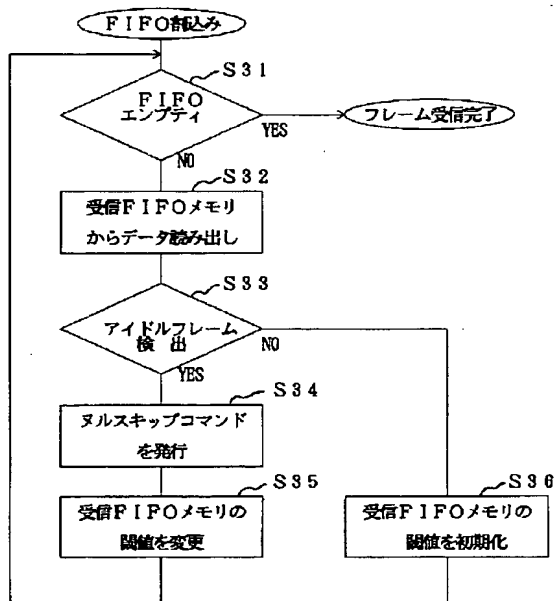 ＦＩＦＯ割込み
Ｓ３１
ＦＩＦＯ
エンプティ
YES
フレーム受信完了
NO
Ｓ３２
受信ＦＩＦＯメモリ
からデータ読み出し
Ｓ３３
アイドルフレーム
検　出
NO
YES
Ｓ３４
ヌルスキップコマンド
を発行
Ｓ３５
受信ＦＩＦＯメモリの
閾値を変更
Ｓ３６
受信ＦＩＦＯメモリの
閾値を初期化